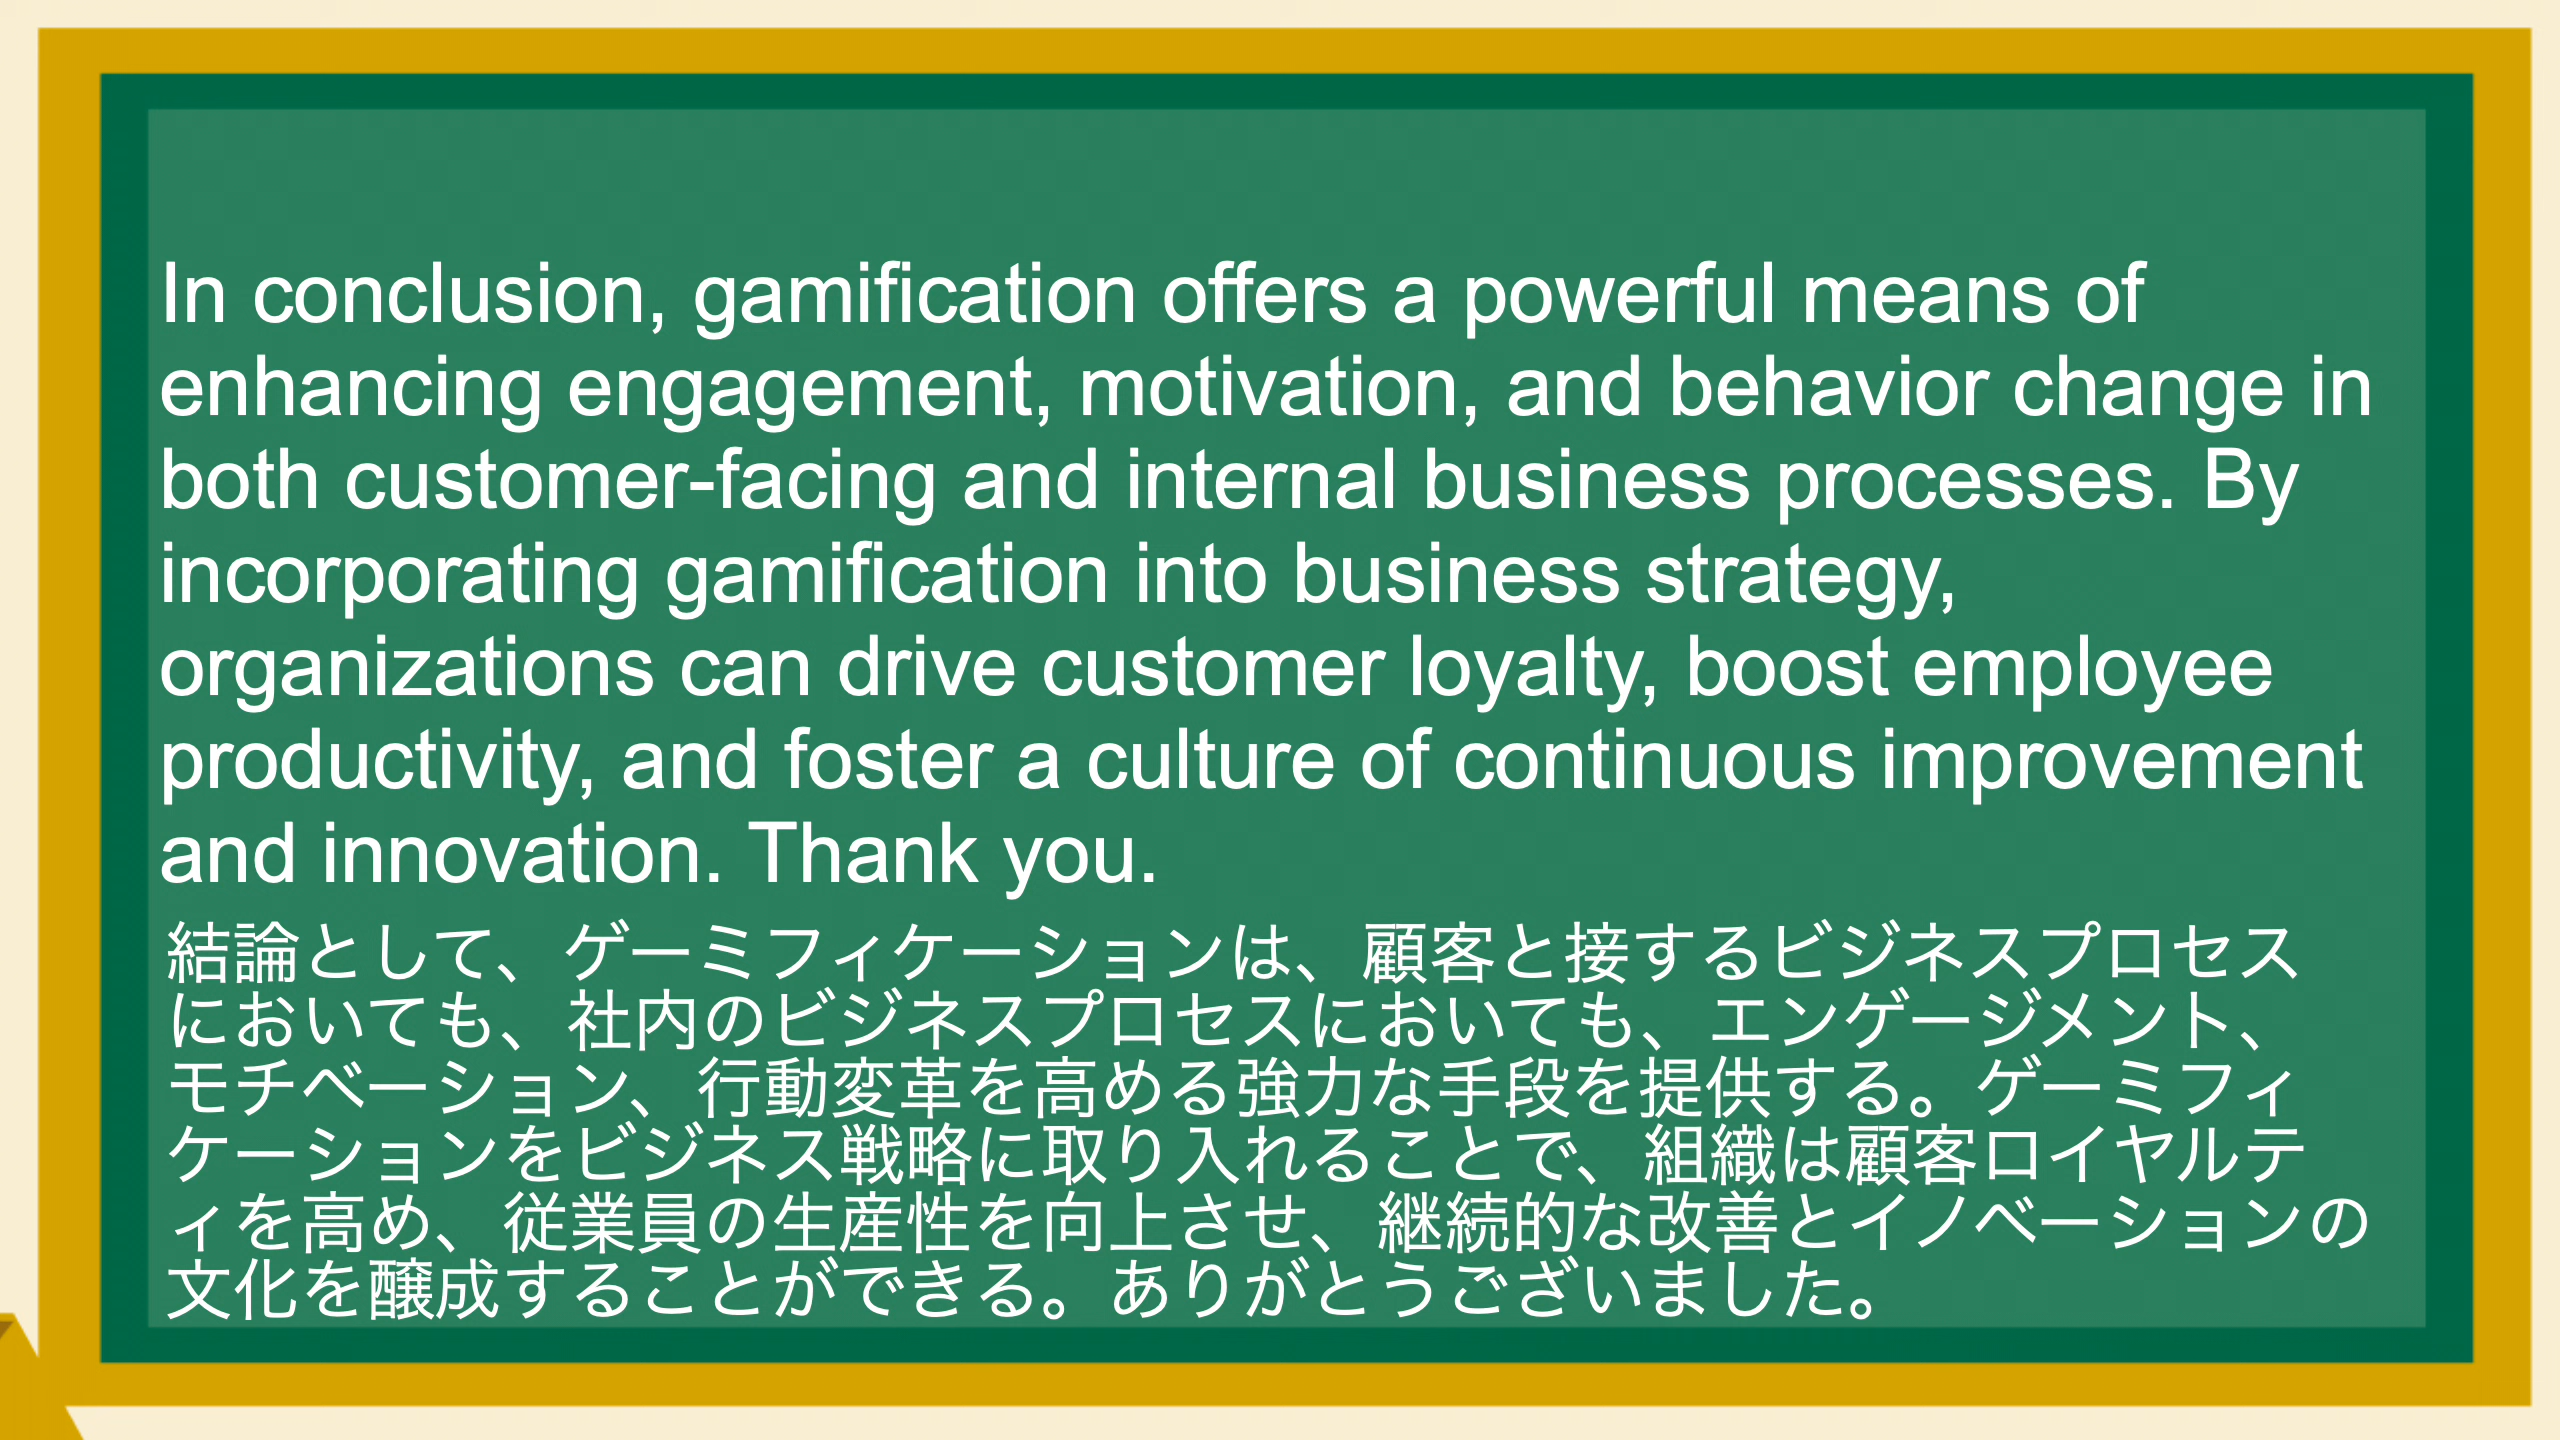 In conclusion, gamification offers a powerful means of
enhancing engagement, motivation, and behavior change in
both customer-facing and internal business processes. By
incorporating gamification into business strategy,
organizations can drive customer loyalty, boost employee
productivity, and foster a culture of continuous improvement
and innovation. Thank you.
結論として、ゲーミフィケーションは、顧客と接するビジネスプロセス
においても、社内のビジネスプロセスにおいても、エンゲージメント、
モチベーション、行動変革を高める強力な手段を提供する。ゲーミフィ
ケーションをビジネス戦略に取り入れることで、組織は顧客ロイヤルテ
ィを高め、従業員の生産性を向上させ、継続的な改善とイノベーションの
文化を醸成することができる。ありがとうございました。